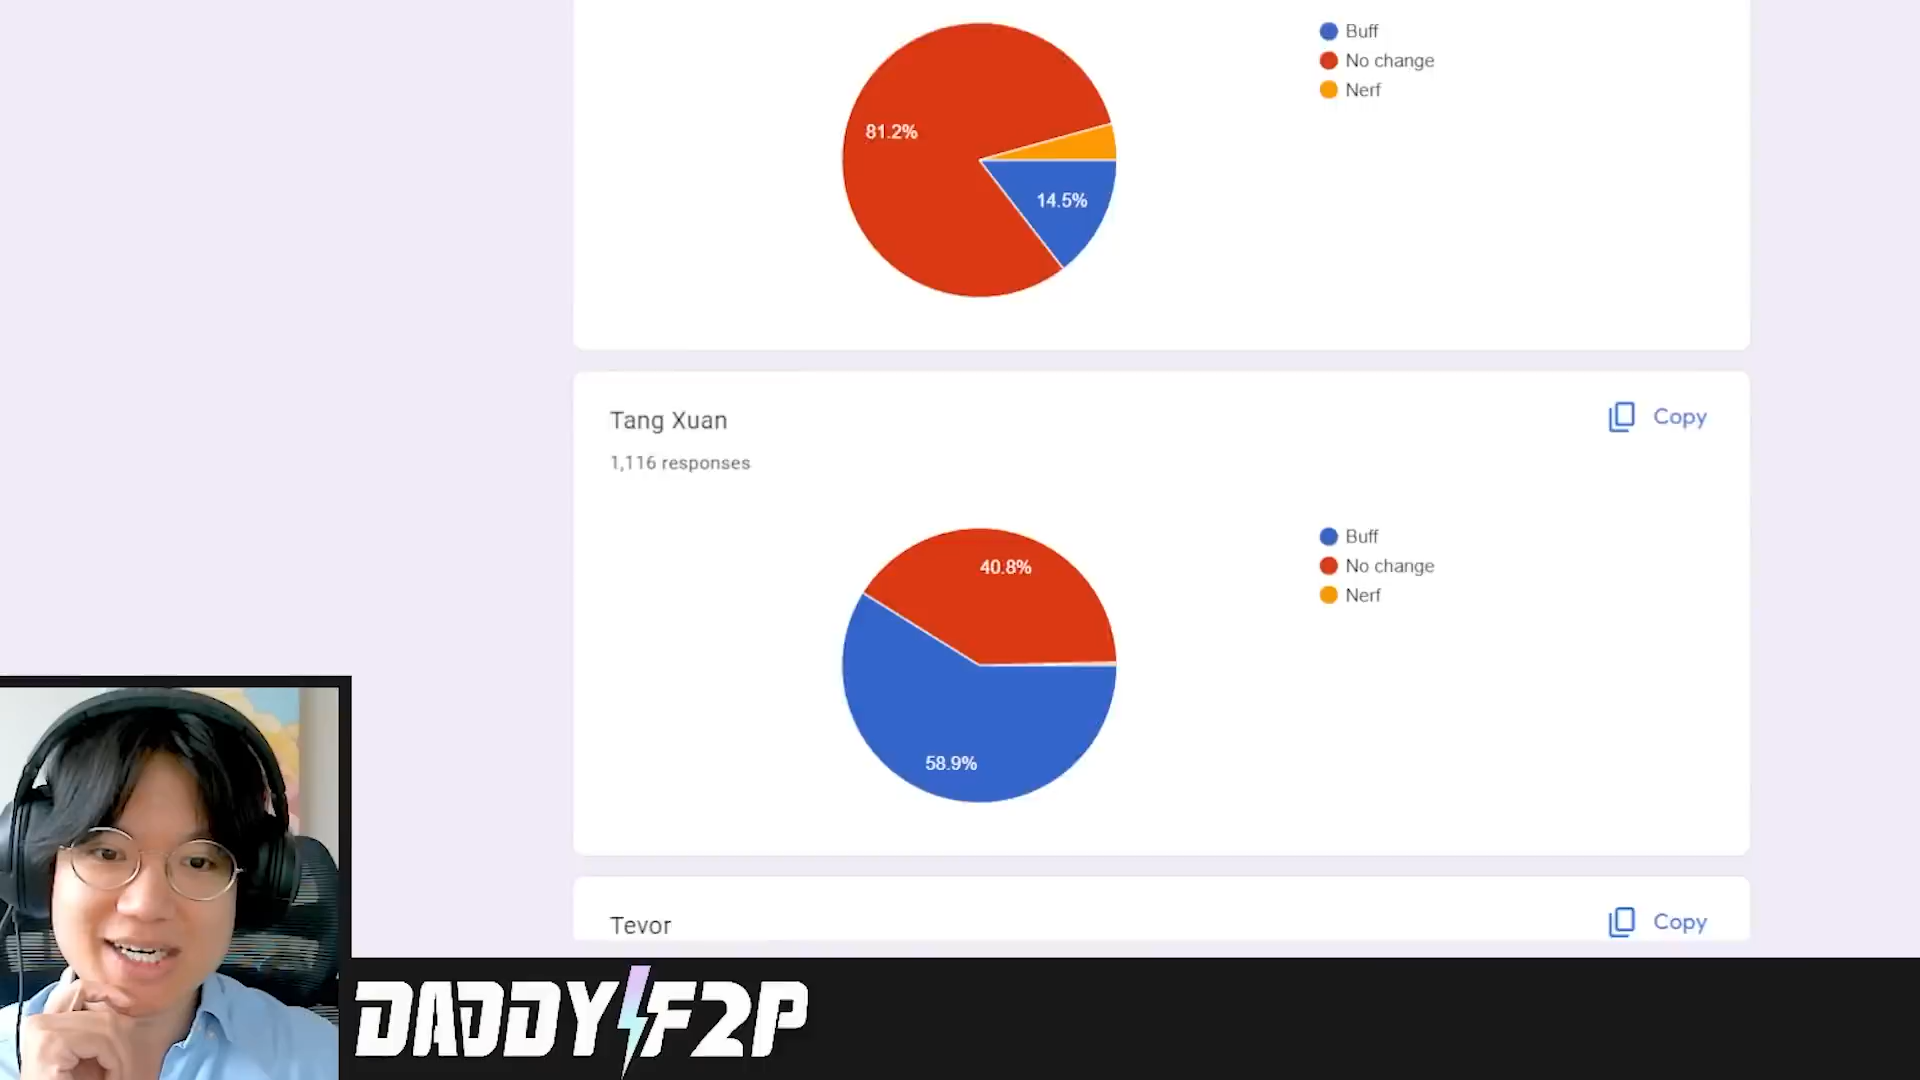 Buff
No change
Nerf
81.2%
14.5%
Tang Xuan
Copy
1,116 responses
Buff
No change
Nerf
40.8%
58.9%
Tevor
Copy
DADDY F2P